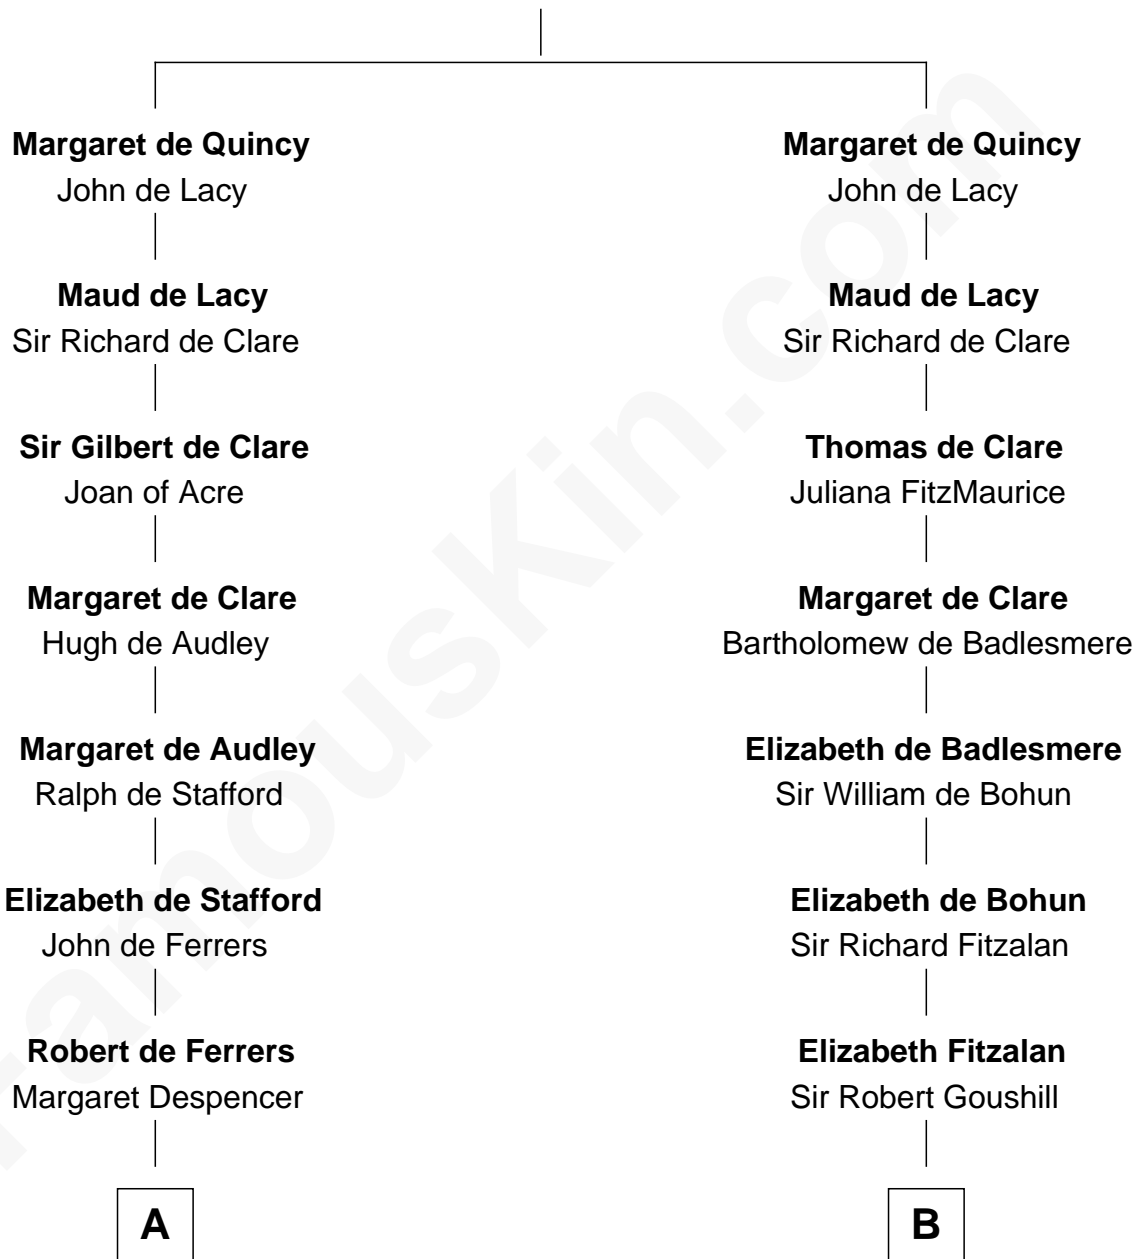 Margaret de Quincy
John de Lacy
Maud de Lacy
Sir Richard de Clare
Sir Gilbert de Clare
Joan of Acre
Margaret de Clare
Hugh de Audley
Margaret de Audley
Ralph de Stafford
Elizabeth de Stafford
John de Ferrers
Robert de Ferrers
Margaret Despencer
A
Margaret de Quincy
John de Lacy
Maud de Lacy
Sir Richard de Clare
Thomas de Clare
Juliana FitzMaurice
Margaret de Clare
Bartholomew de Badlesmere
Elizabeth de Badlesmere
Sir William de Bohun
Elizabeth de Bohun
Sir Richard Fitzalan
Elizabeth Fitzalan
Sir Robert Goushill
B
FamousKin.com